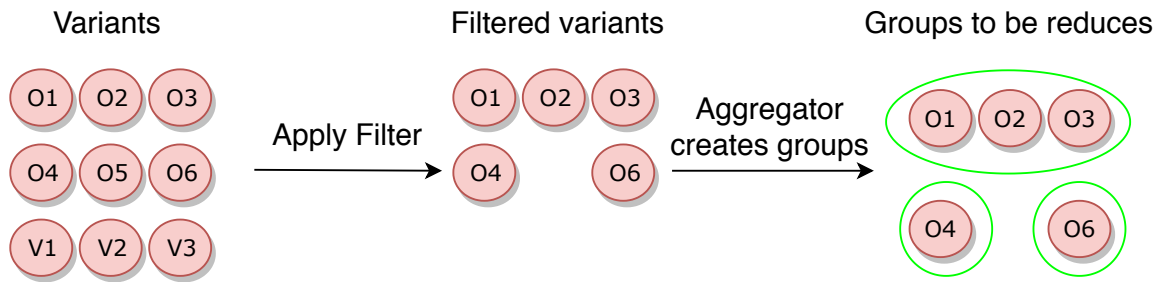 Variants
O1 O2 O3
O4 O5 O6
V1 V2 V3
Apply Filter
Filtered variants
O1 O2 O3
O4 O6
Aggregator
creates groups
Groups to be reduces
O1 O2 O3
O4 O6